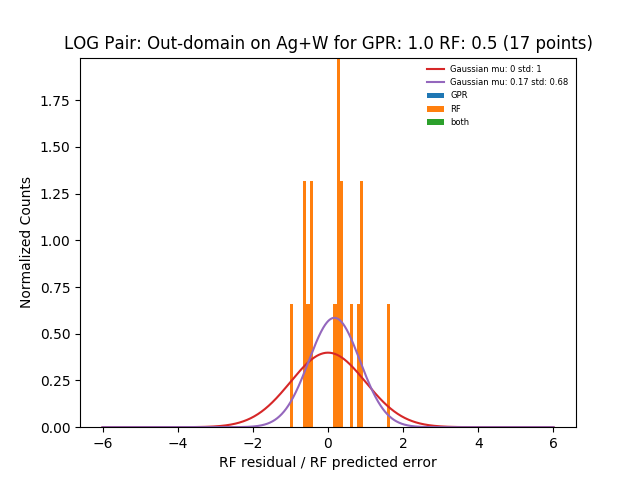 LOG Pair: Out-domain on Ag+W for GPR: 1.0 RF: 0.5 (17 points)
Gaussian mu: 0 std: 1
Gaussian mu: 0.17 std: 0.68
GPR
RF
both
Normalized Counts
1.75
1.50
1.25
1.00
0.75
0.50
0.25
0.00
−6 −4 −2 0 2 4 6
RF residual / RF predicted error